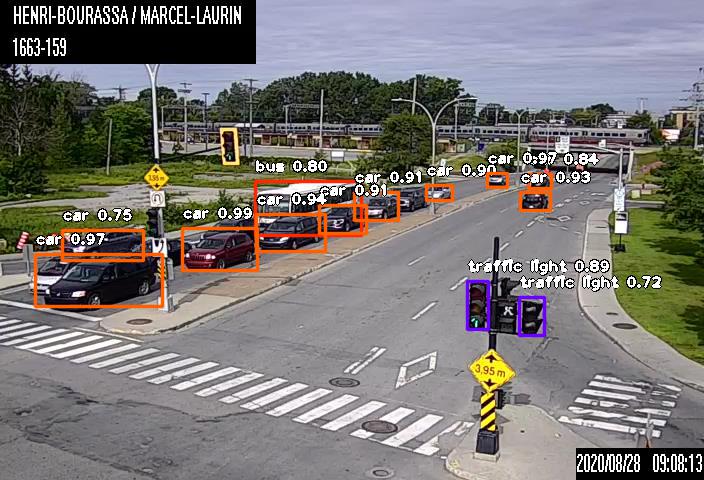 HENRI-BOURASSA / MARCEL-LAURIN
1663-159
bus 0.80
car 0.91
car 0.90
car 0.97
0.84
car 0.93
car 0.91
car 0.94
car 0.99
car 0.75
car 0.97
3,95 m
traffic light 0.89
traffic light 0.72
3,95 m
2020/08/28 09:08:13